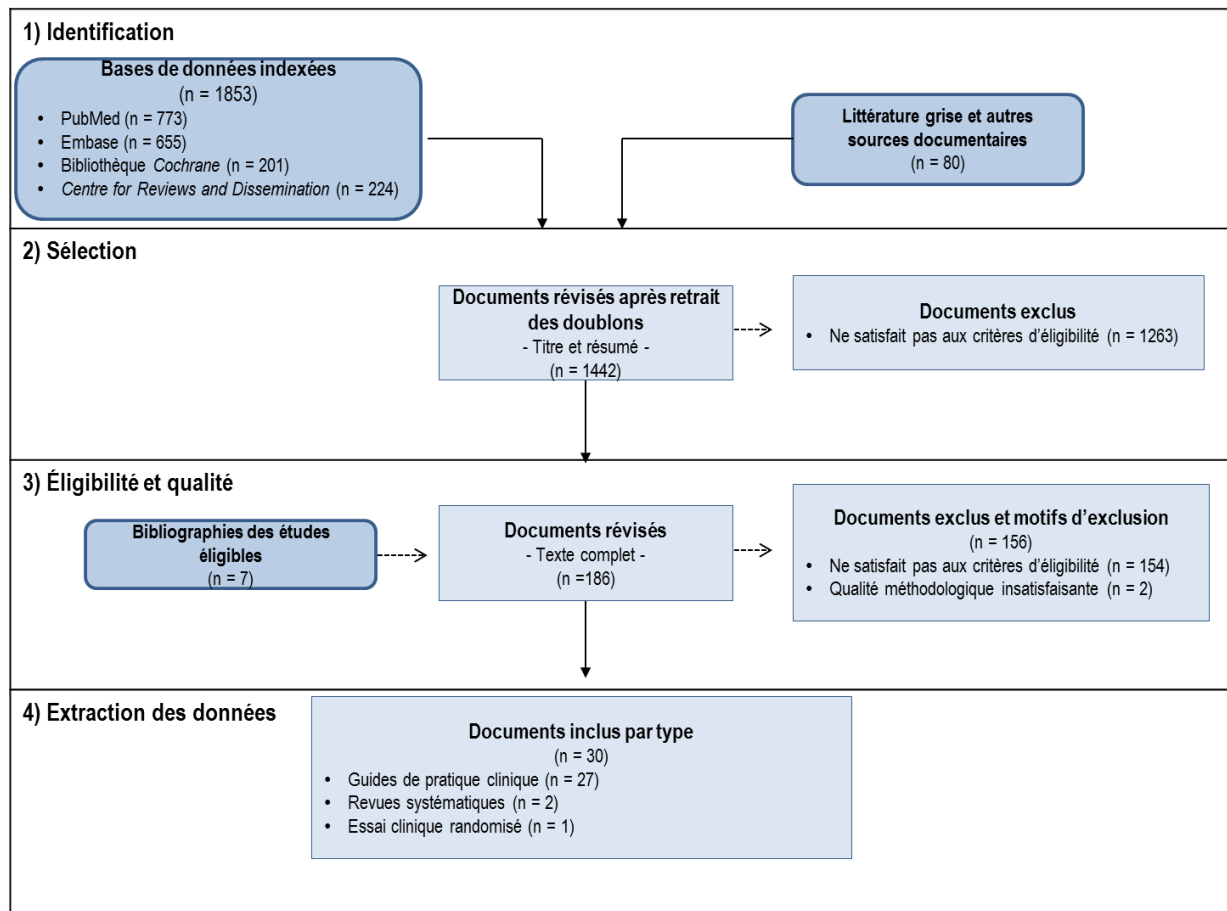 1) Identification
Bases de données indexées
(n = 1853)
• PubMed (n = 773)
• Embase (n = 655)
• Bibliothèque Cochrane (n = 201)
• Centre for Reviews and Dissemination (n = 224)
Littérature grise et autres
sources documentaires
(n = 80)
2) Sélection
Documents révisés après retrait
des doublons
- Titre et résumé -
(n = 1442)
Documents exclus
• Ne satisfait pas aux critères d’éligibilité (n = 1263)
3) Éligibilité et qualité
Bibliographies des études
éligibles
(n = 7)
Documents révisés
- Texte complet -
(n =186)
Documents exclus et motifs d’exclusion
(n = 156)
• Ne satisfait pas aux critères d’éligibilité (n = 154)
• Qualité méthodologique insatisfaisante (n = 2)
4) Extraction des données
Documents inclus par type
(n = 30)
• Guides de pratique clinique (n = 27)
• Revues systématiques (n = 2)
• Essai clinique randomisé (n = 1)